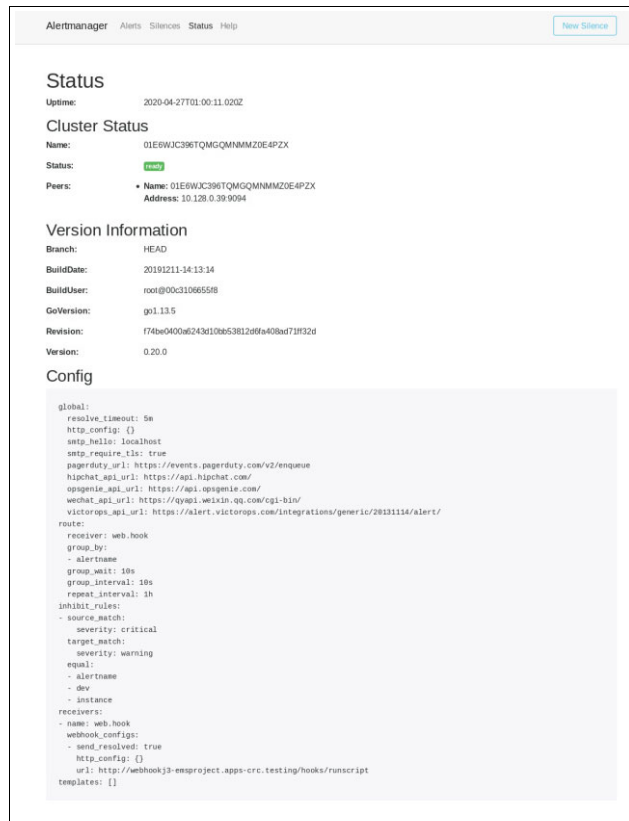 Alertmanager Alerts Silences Status Help New Silence
Status
Uptime: 2020-04-27T01:00:11.020Z
Cluster Status
Name: 01E6WJC396TQMGQMNMMZ0E4PZX
Status: ready
Peers: • Name: 01E6WJC396TQMGQMNMMZ0E4PZX
Address: 10.128.0.39:9094
Version Information
Branch: HEAD
BuildDate: 20191211-14:13:14
BuildUser: root@00c3106655f8
GoVersion: go1.13.5
Revision: f74be0400a6243d10bb53812d6fa408ad71ff32d
Version: 0.20.0
Config
global:
  resolve_timeout: 5m
  http_config: {}
  smtp_hello: localhost
  smtp_require_tls: true
  pagerduty_url: https://events.pagerduty.com/v2/enqueue
  hipchat_api_url: https://api.hipchat.com/
  opsgenie_api_url: https://api.opsgenie.com/
  wechat_api_url: https://qyapi.weixin.qq.com/cgi-bin/
  victorops_api_url: https://alert.victorops.com/integrations/generic/20131114/alert/
route:
  receiver: web.hook
  group_by:
  - alertname
  group_wait: 10s
  group_interval: 10s
  repeat_interval: 1h
inhibit_rules:
- source_match:
    severity: critical
  target_match:
    severity: warning
  equal:
  - alertname
  - dev
  - instance
receivers:
- name: web.hook
  webhook_configs:
  - send_resolved: true
    http_config: {}
    url: http://webhookj3-emsproject.apps-crc.testing/hooks/runscript
templates: []